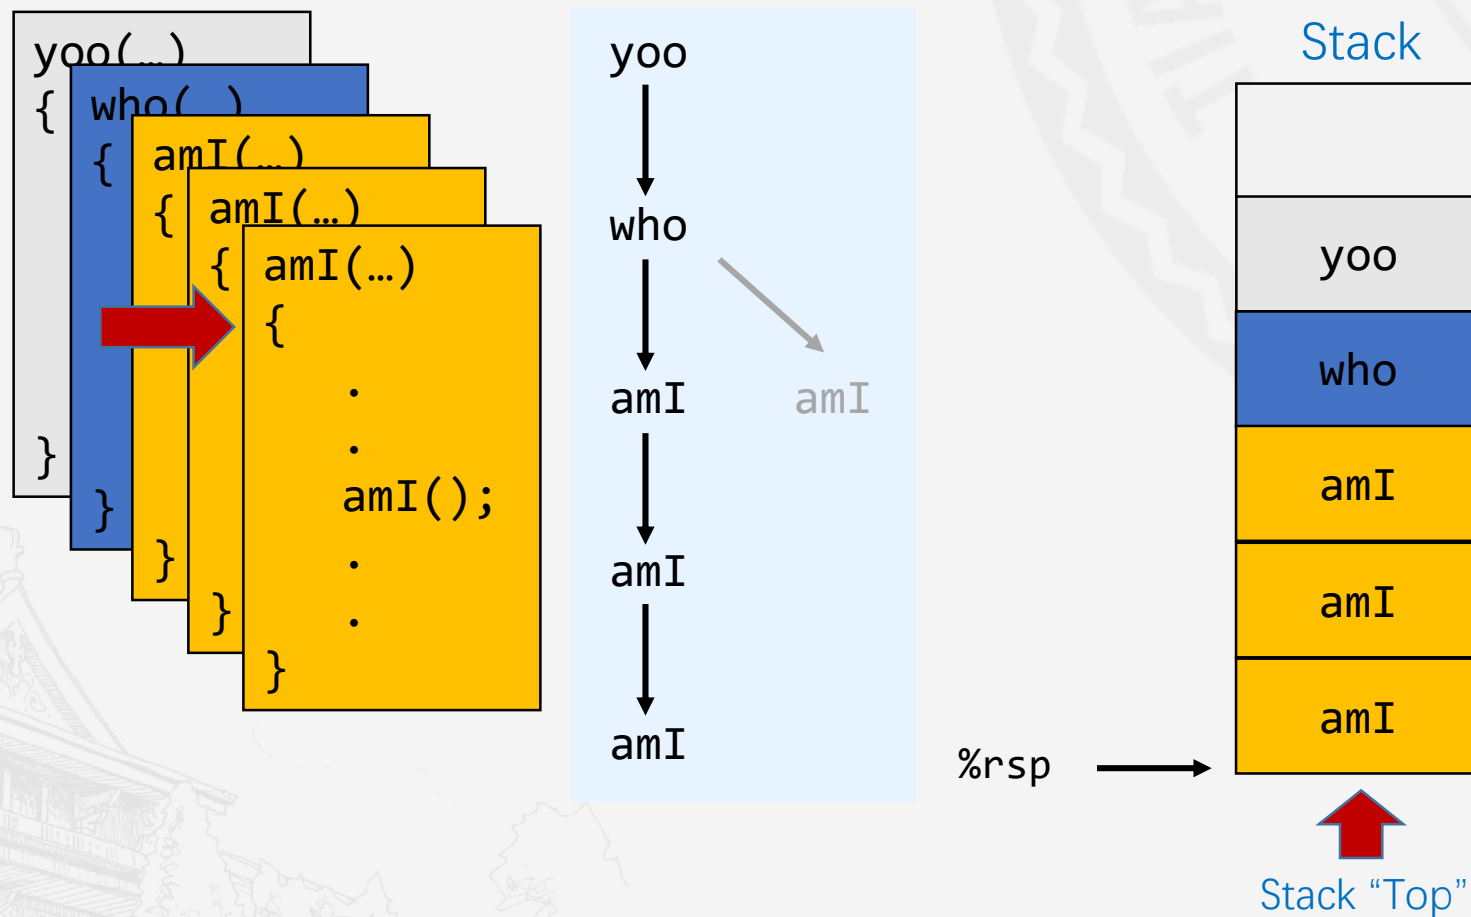 yoo(…)
{
}
who(…)
{
}
amI(…)
{
}
amI(…)
{
}
amI(…)
{
.
.
amI();
.
.
}
yoo
who
amI
amI
amI
amI
Stack
yoo
who
amI
amI
amI
%rsp
Stack “Top”